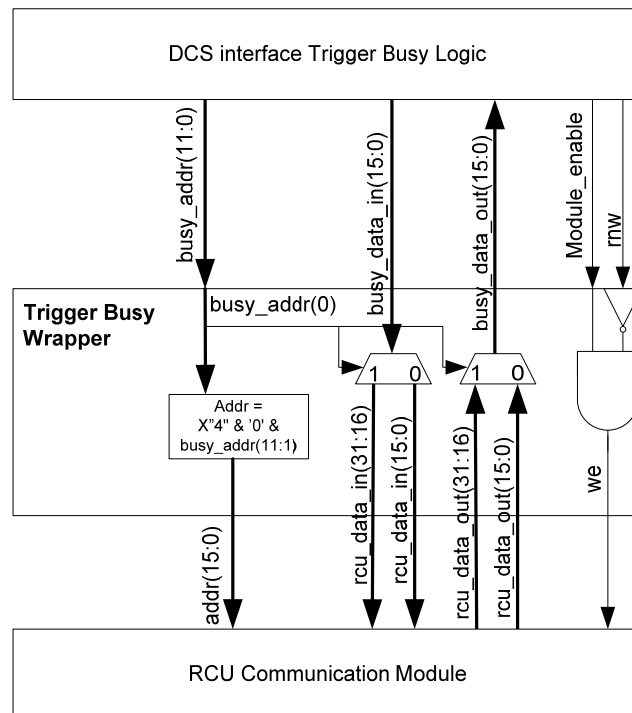 DCS interface Trigger Busy Logic
busy_addr(11:0)
busy_data_in(15:0)
busy_data_out(15:0)
Module_enable
rnw
Trigger Busy
Wrapper
busy_addr(0)
1 0
1 0
Addr =
X"4" & '0' &
busy_addr(11:1)
addr(15:0)
rcu_data_in(31:16)
rcu_data_in(15:0)
rcu_data_out(31:16)
rcu_data_out(15:0)
we
RCU Communication Module